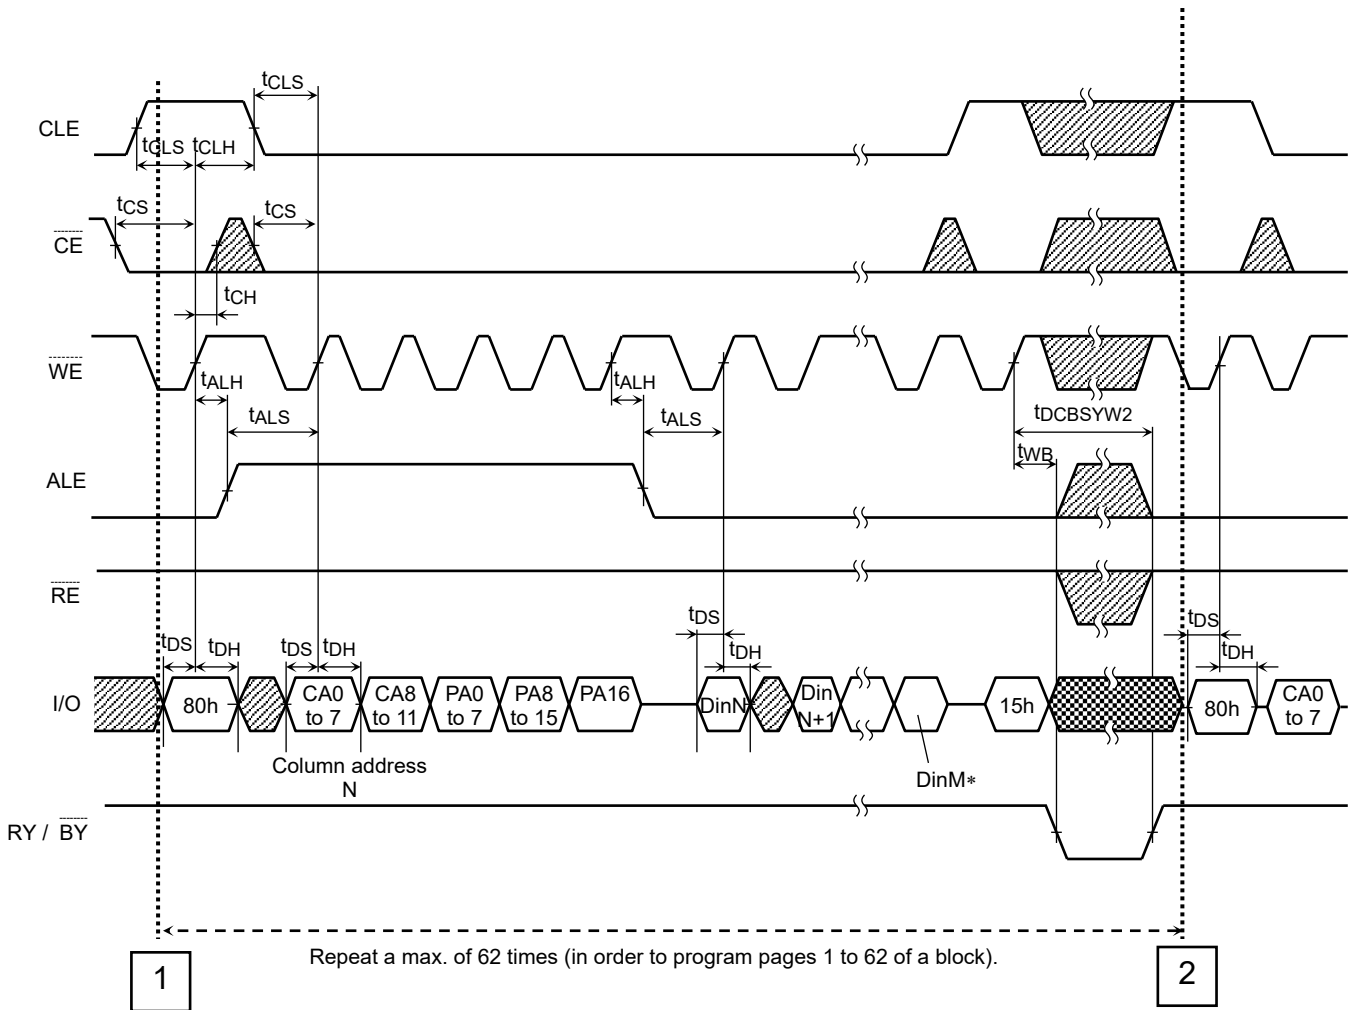 tCLS
CLE
tCLS tCLH
tCS
tCS
CE
tCH
WE
tALH
tALH
tALS
tALS
tDCBSYW2
tWB
ALE
RE
tDS
tDH
tDS
tDH
tDS
tDH
tDS
tDH
I/O
80h
CA0
to 7
CA8
to 11
PA0
to 7
PA8
to 15
PA16
DinN
Din
N+1
15h
80h
CA0
to 7
Column address
N
DinM*
RY / BY
Repeat a max. of 62 times (in order to program pages 1 to 62 of a block).
1
2